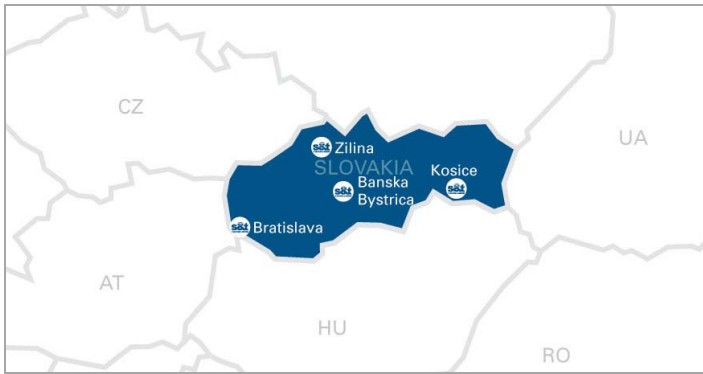 CZ
UA
s&t
Zilina
SLOVAKIA
Kosice
s&t
s&t
Banska
Bystrica
s&t
Bratislava
AT
HU
RO